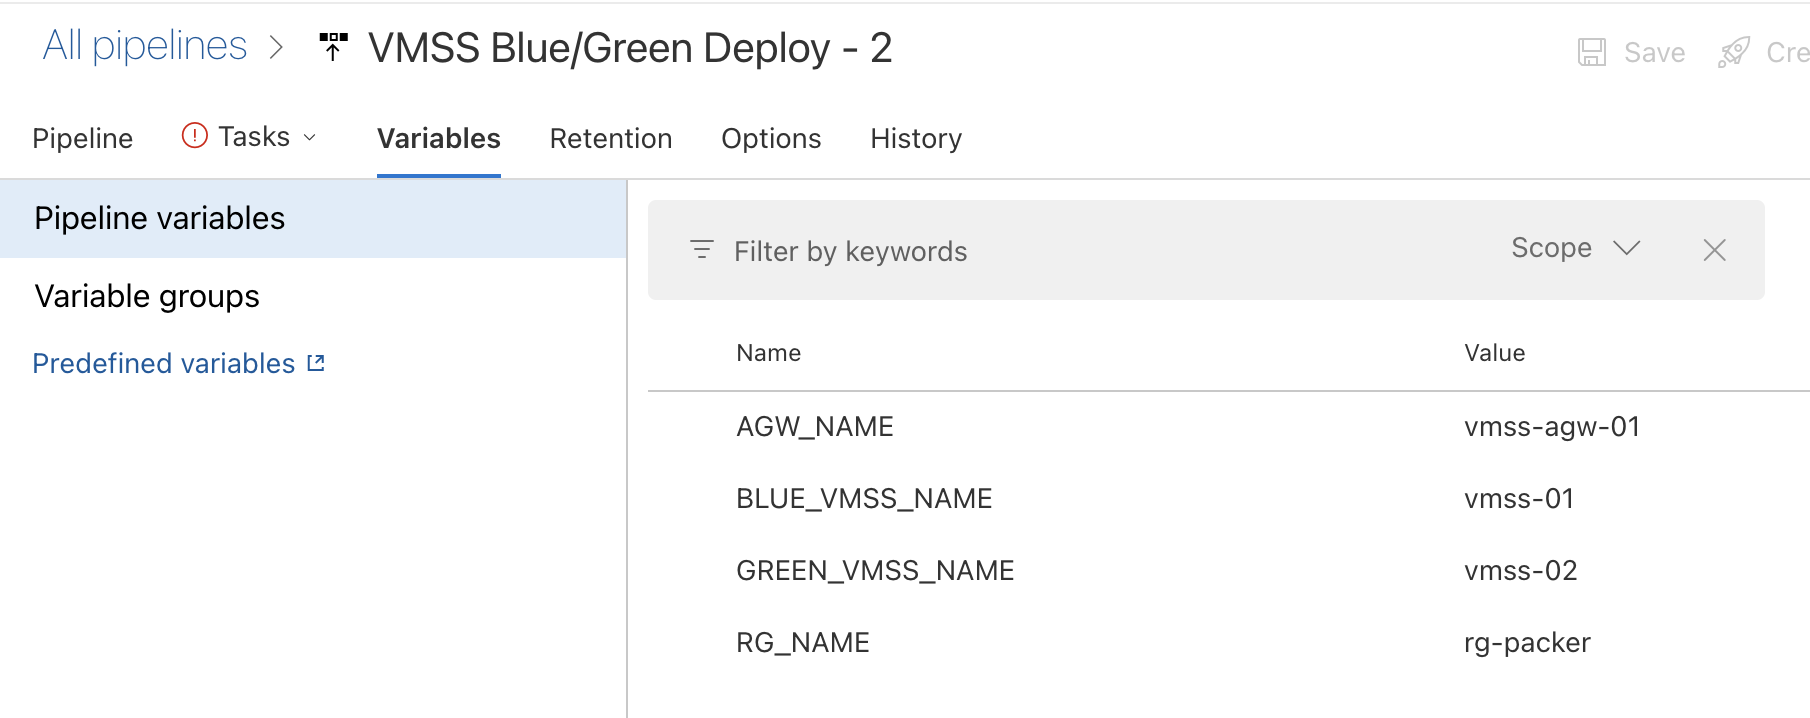 All pipelines > VMSS Blue/Green Deploy - 2
Save Cre
Pipeline Tasks Variables Retention Options History
Pipeline variables
Variable groups
Predefined variables
Filter by keywords Scope
Name Value
AGW_NAME vmss-agw-01
BLUE_VMSS_NAME vmss-01
GREEN_VMSS_NAME vmss-02
RG_NAME rg-packer